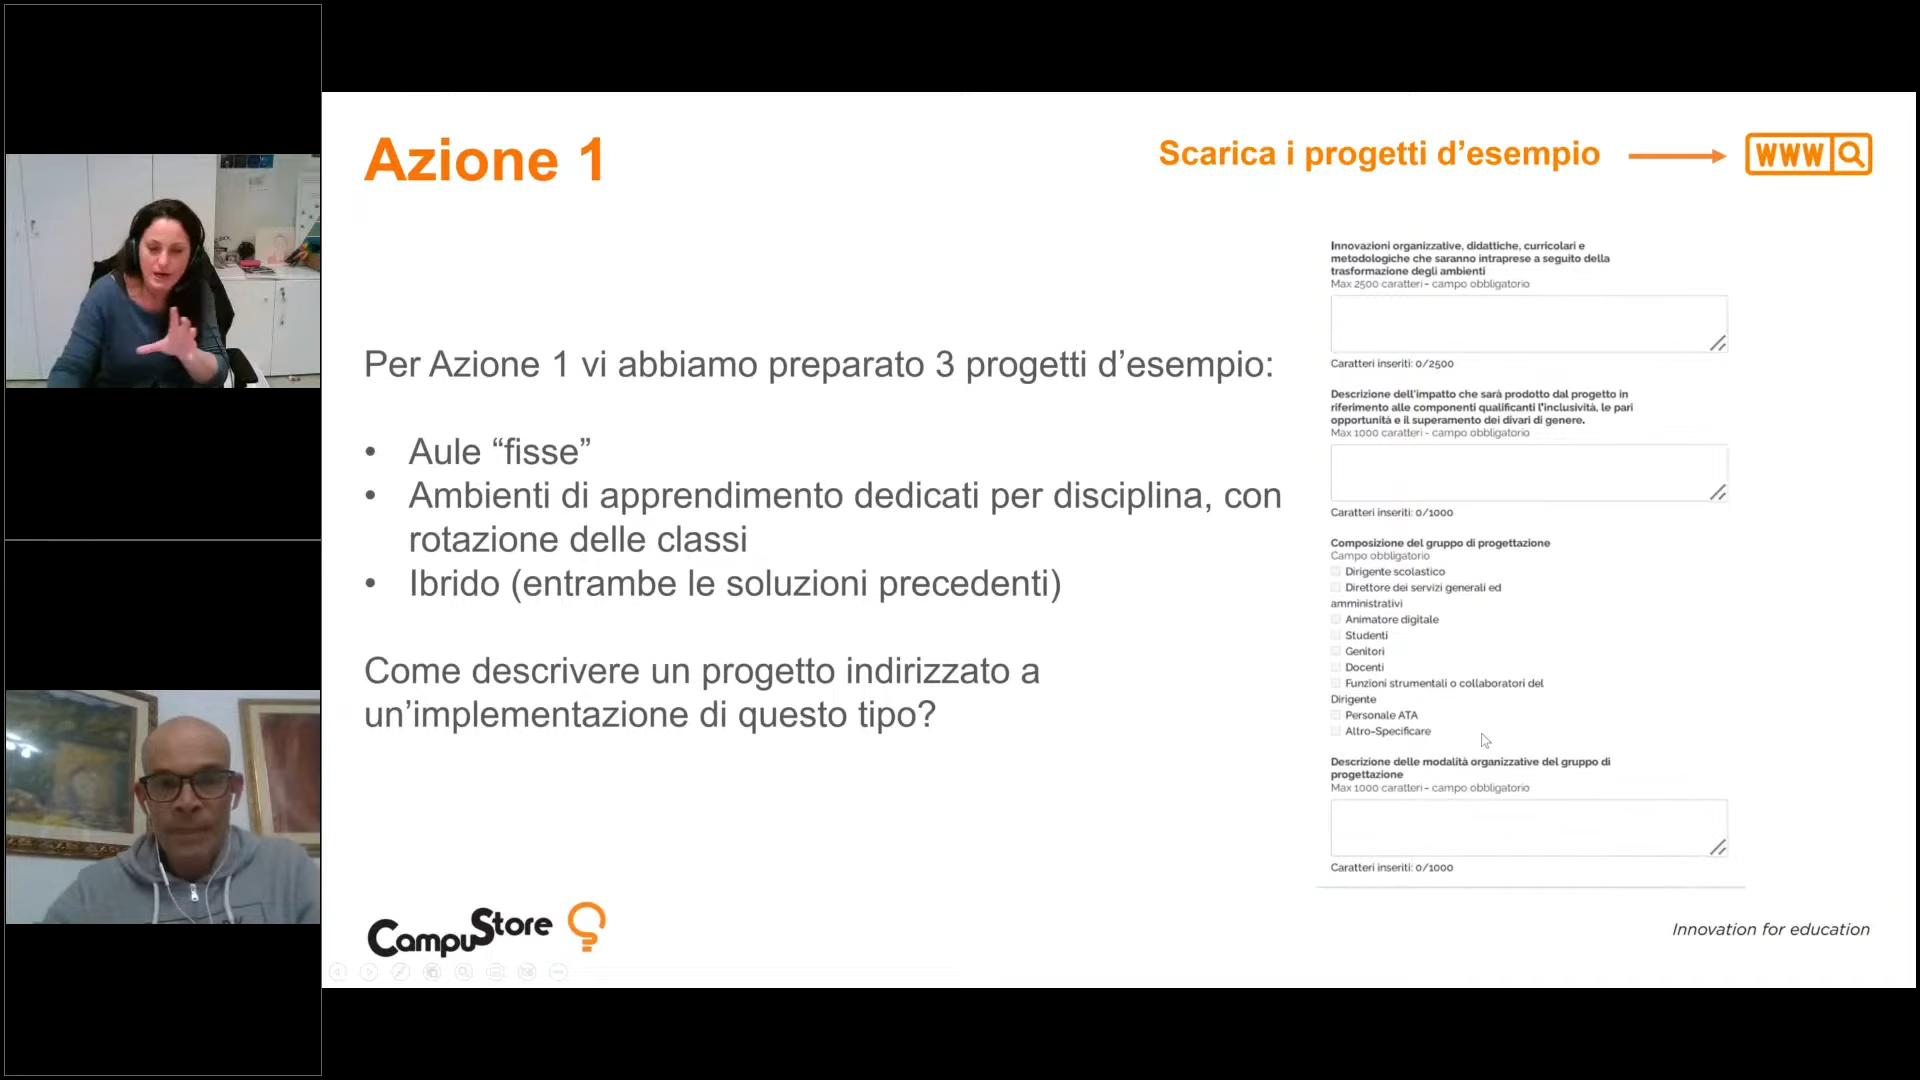 Azione 1
Scarica i progetti d’esempio
WWW
Per Azione 1 vi abbiamo preparato 3 progetti d’esempio:
• Aule “fisse”
• Ambienti di apprendimento dedicati per disciplina, con
rotazione delle classi
• Ibrido (entrambe le soluzioni precedenti)
Come descrivere un progetto indirizzato a
un’implementazione di questo tipo?
Innovazioni organizzative, didattiche, curricolari e
metodologiche che saranno intraprese a seguito della
trasformazione degli ambienti
Max 2500 caratteri - campo obbligatorio
Caratteri inseriti: 0/2500
Descrizione dell'impatto che sarà prodotto dal progetto in
riferimento alle componenti qualificanti l'inclusività, le pari
opportunità e il superamento dei divari di genere.
Max 1000 caratteri - campo obbligatorio
Caratteri inseriti: 0/1000
Composizione del gruppo di progettazione
Campo obbligatorio
Dirigente scolastico
Direttore dei servizi generali ed
amministrativi
Animatore digitale
Studenti
Genitori
Docenti
Funzioni strumentali o collaboratori del
Dirigente
Personale ATA
Altro-Specificare
Descrizione delle modalità organizzative del gruppo di
progettazione
Max 1000 caratteri - campo obbligatorio
Caratteri inseriti: 0/1000
CampuStore
Innovation for education